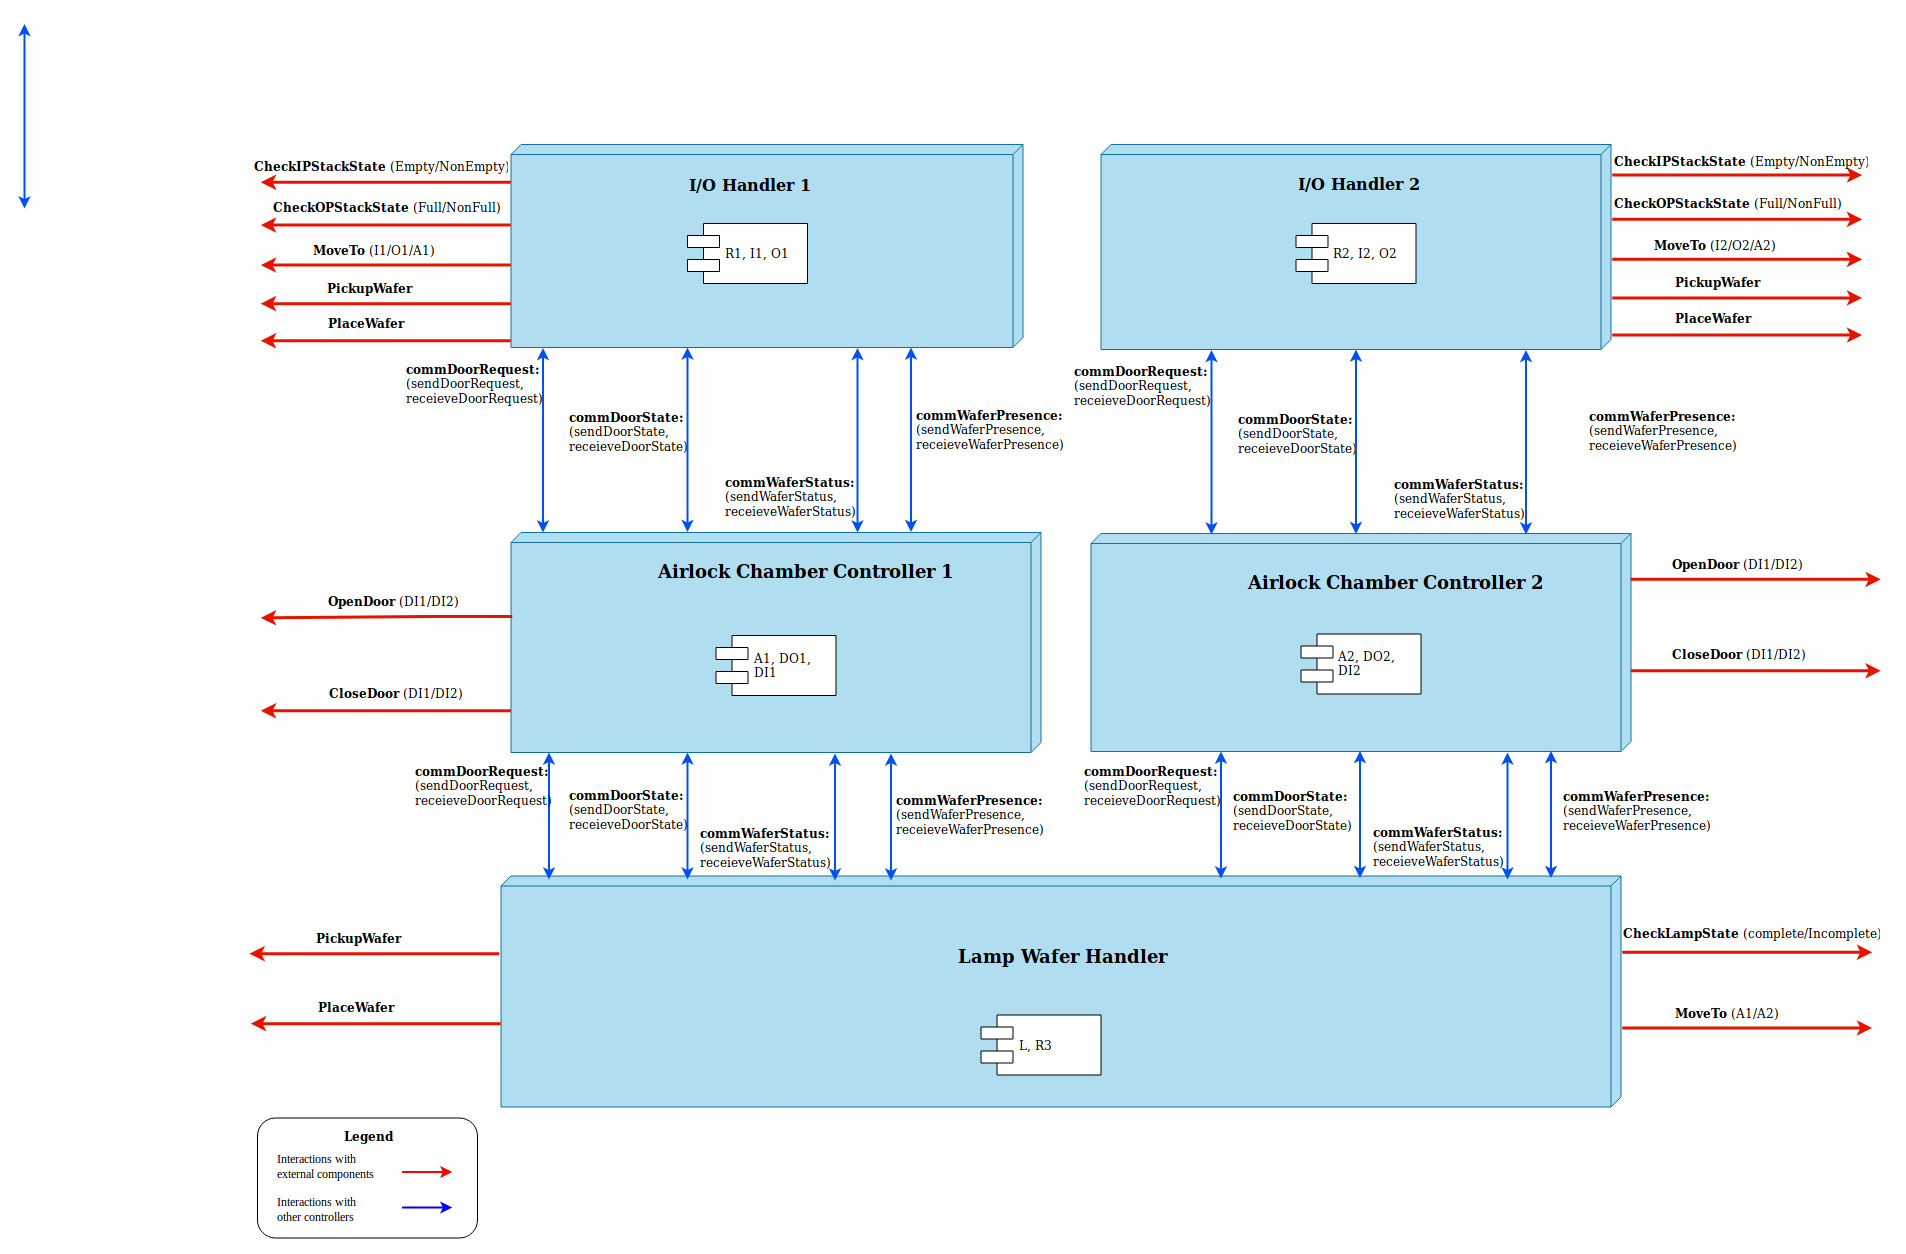 CheckIPStackState (Empty/NonEmpty)
CheckOPStackState (Full/NonFull)
MoveTo (I1/O1/A1)
PickupWafer
PlaceWafer
I/O Handler 1
R1, I1, O1
I/O Handler 2
R2, I2, O2
CheckIPStackState (Empty/NonEmpty)
CheckOPStackState (Full/NonFull)
MoveTo (I2/O2/A2)
PickupWafer
PlaceWafer
commDoorRequest:
(sendDoorRequest,
receieveDoorRequest)
commDoorState:
(sendDoorState,
receieveDoorState)
commWaferStatus:
(sendWaferStatus,
receieveWaferStatus)
commWaferPresence:
(sendWaferPresence,
receieveWaferPresence)
commDoorRequest:
(sendDoorRequest,
receieveDoorRequest)
commDoorState:
(sendDoorState,
receieveDoorState)
commWaferStatus:
(sendWaferStatus,
receieveWaferStatus)
commWaferPresence:
(sendWaferPresence,
receieveWaferPresence)
OpenDoor (DI1/DI2)
CloseDoor (DI1/DI2)
Airlock Chamber Controller 1
A1, DO1,
DI1
Airlock Chamber Controller 2
A2, DO2,
DI2
OpenDoor (DI1/DI2)
CloseDoor (DI1/DI2)
commDoorRequest:
(sendDoorRequest,
receieveDoorRequest)
commDoorState:
(sendDoorState,
receieveDoorState)
commWaferStatus:
(sendWaferStatus,
receieveWaferStatus)
commWaferPresence:
(sendWaferPresence,
receieveWaferPresence)
commDoorRequest:
(sendDoorRequest,
receieveDoorRequest)
commDoorState:
(sendDoorState,
receieveDoorState)
commWaferStatus:
(sendWaferStatus,
receieveWaferStatus)
commWaferPresence:
(sendWaferPresence,
receieveWaferPresence)
PickupWafer
PlaceWafer
Lamp Wafer Handler
L, R3
CheckLampState (complete/Incomplete)
MoveTo (A1/A2)
Legend
Interactions with
external components
Interactions with
other controllers